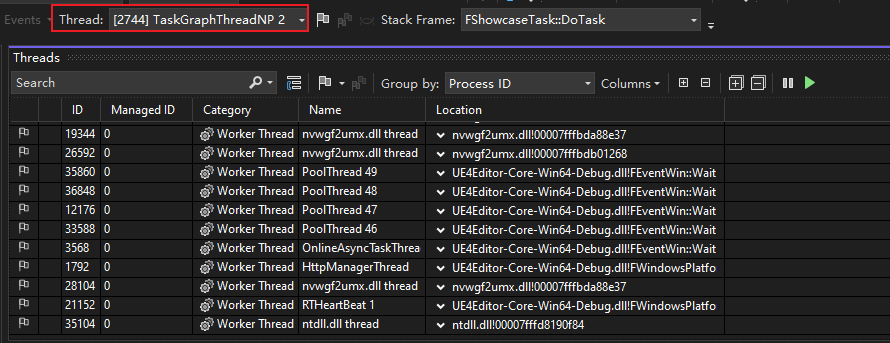 Events Thread: [2744] TaskGraphThreadNP 2 Stack Frame: FShowcaseTask::DoTask
Threads
Search Group by: Process ID Columns
ID Managed ID Category Name Location
19344 0 Worker Thread nvwgf2umx.dll thread nvwgf2umx.dll!00007fffbda88e37
26592 0 Worker Thread nvwgf2umx.dll thread nvwgf2umx.dll!00007fffbdb01268
35860 0 Worker Thread PoolThread 49 UE4Editor-Core-Win64-Debug.dll!FEventWin::Wait
36848 0 Worker Thread PoolThread 48 UE4Editor-Core-Win64-Debug.dll!FEventWin::Wait
12176 0 Worker Thread PoolThread 47 UE4Editor-Core-Win64-Debug.dll!FEventWin::Wait
33588 0 Worker Thread PoolThread 46 UE4Editor-Core-Win64-Debug.dll!FEventWin::Wait
3568 0 Worker Thread OnlineAsyncTaskThrea UE4Editor-Core-Win64-Debug.dll!FEventWin::Wait
1792 0 Worker Thread HttpManagerThread UE4Editor-Core-Win64-Debug.dll!FWindowsPlatfo
28104 0 Worker Thread nvwgf2umx.dll thread nvwgf2umx.dll!00007fffbda88e37
21152 0 Worker Thread RTHeartBeat 1 UE4Editor-Core-Win64-Debug.dll!FWindowsPlatfo
35104 0 Worker Thread ntdll.dll thread ntdll.dll!00007fffd8190f84